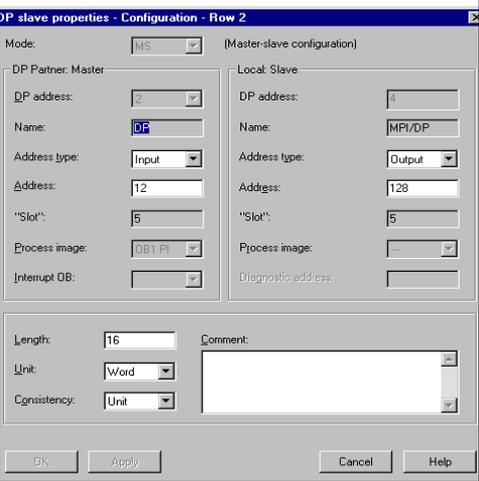 DP slave properties - Configuration - Row 2
Mode: MS (Master-slave configuration)
DP Partner: Master
DP address: 2
Name: DP
Address type: Input
Address: 12
"Slot": 5
Process image: OB1 PI
Interrupt OB:
Local: Slave
DP address: 4
Name: MPI/DP
Address type: Output
Address: 128
"Slot": 5
Process image: ---
Diagnostic address:
Length: 16
Unit: Word
Consistency: Unit
Comment:
OK Apply Cancel Help